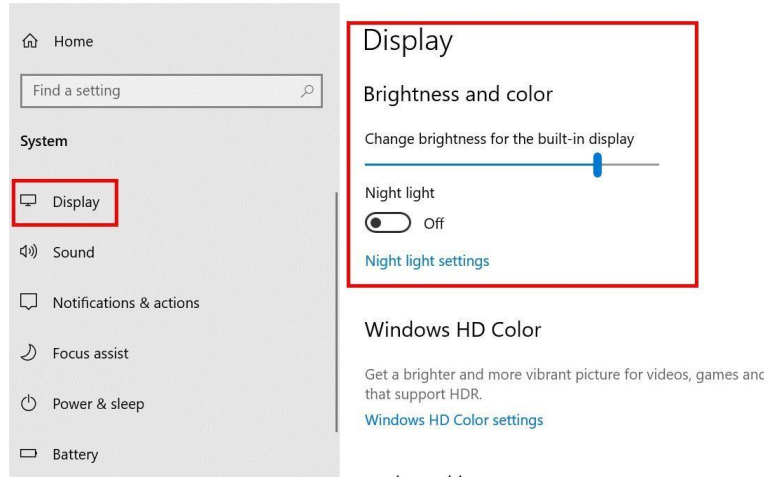 Home
Find a setting
System
Display
Sound
Notifications & actions
Focus assist
Power & sleep
Battery
Display
Brightness and color
Change brightness for the built-in display
Night light
Off
Night light settings
Windows HD Color
Get a brighter and more vibrant picture for videos, games and
that support HDR.
Windows HD Color settings